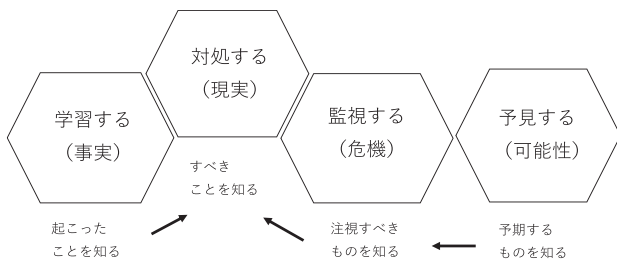 学習する
(事実)
対処する
(現実)
監視する
(危機)
予見する
(可能性)
起こった
ことを知る
すべき
ことを知る
注視すべき
ものを知る
予期する
ものを知る